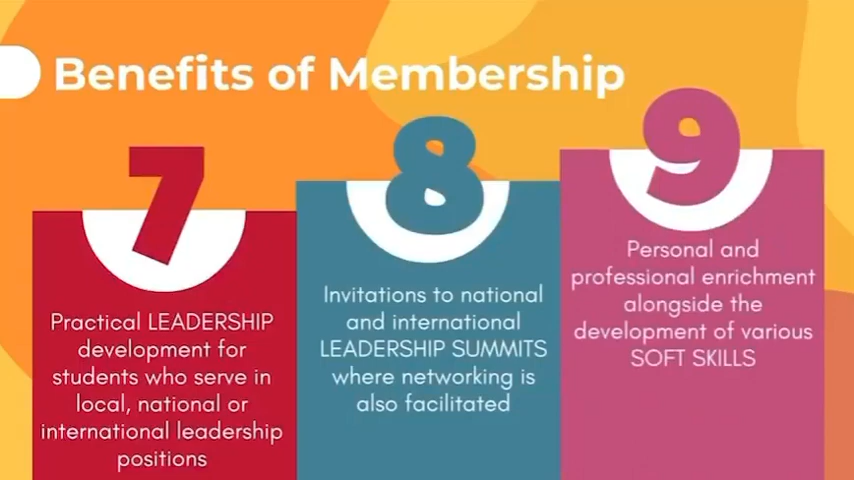 Benefits of Membership
7
Practical LEADERSHIP
development for
students who serve in
local, national or
international leadership
positions
8
Invitations to national
and international
LEADERSHIP SUMMITS
where networking is
also facilitated
9
Personal and
professional enrichment
alongside the
development of various
SOFT SKILLS